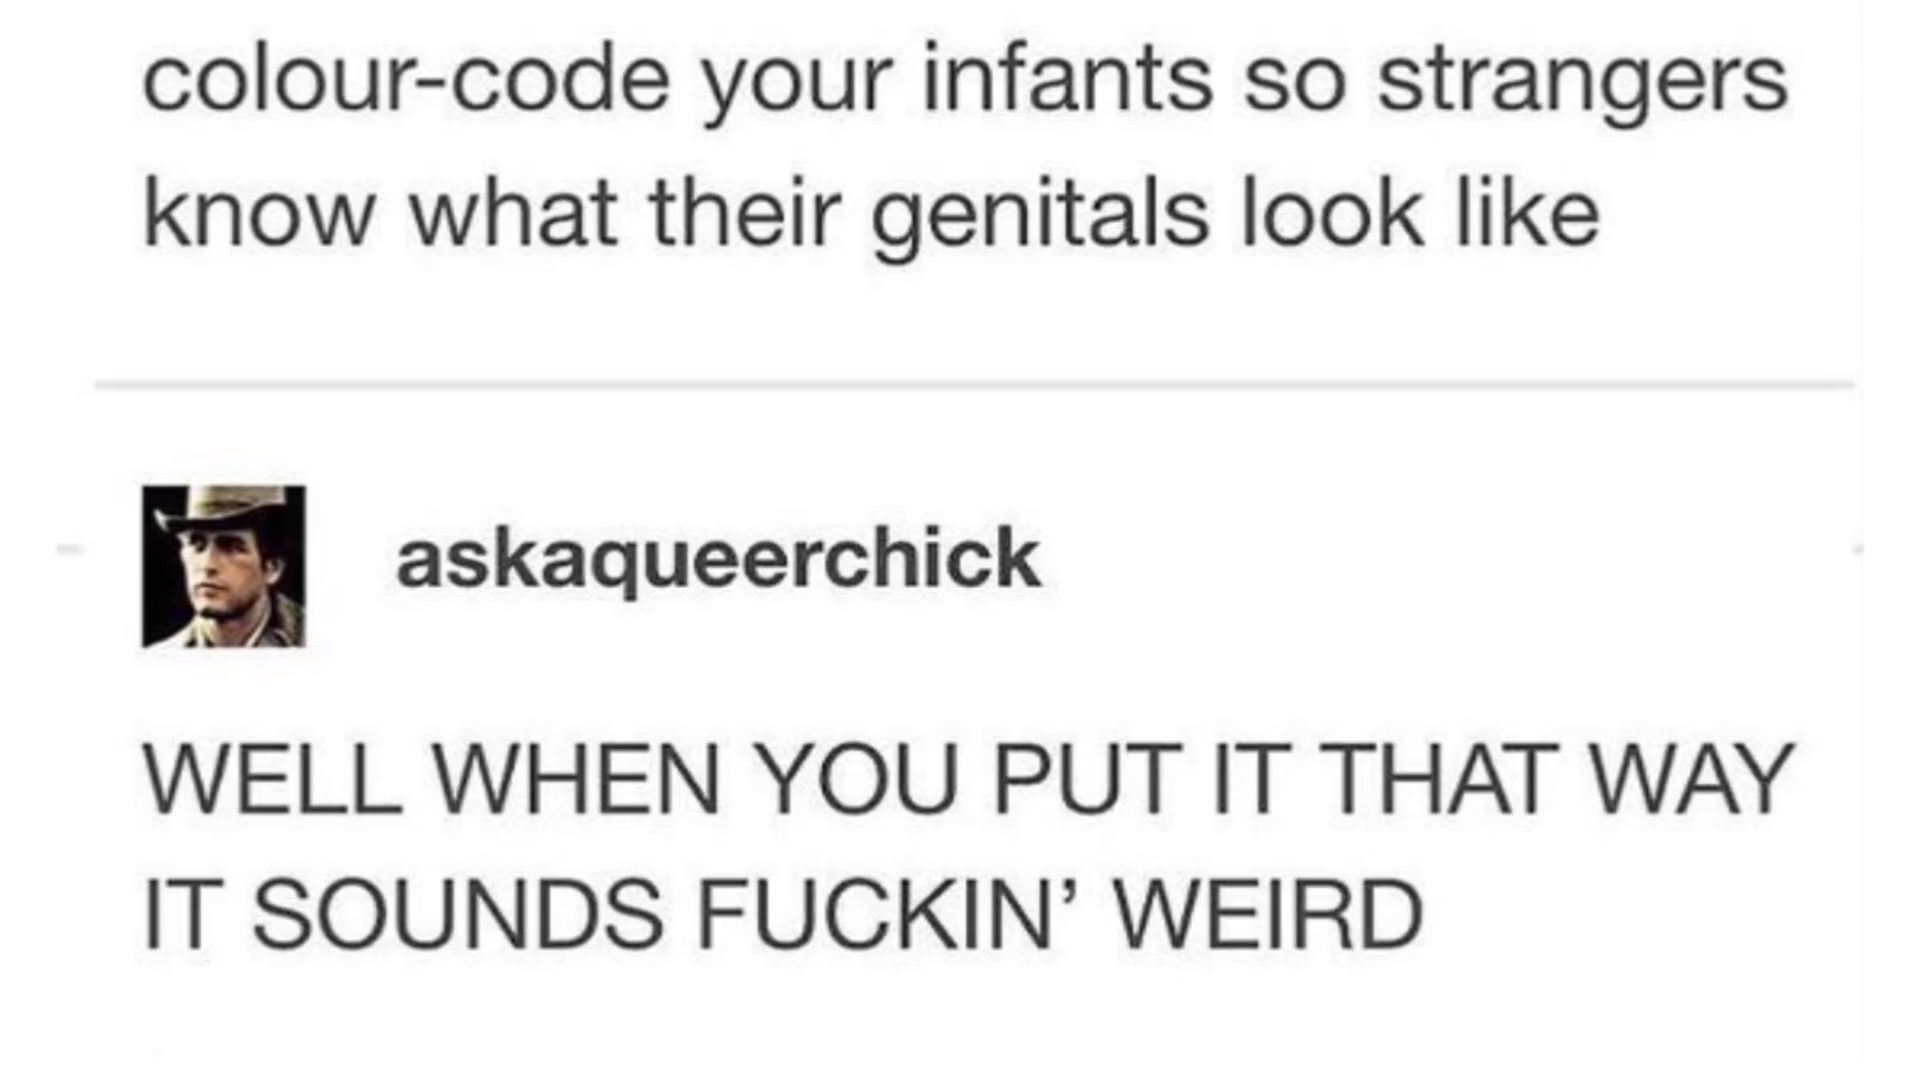 colour-code your infants so strangers
know what their genitals look like
askaqueerchick
WELL WHEN YOU PUT IT THAT WAY
IT SOUNDS FUCKIN’ WEIRD